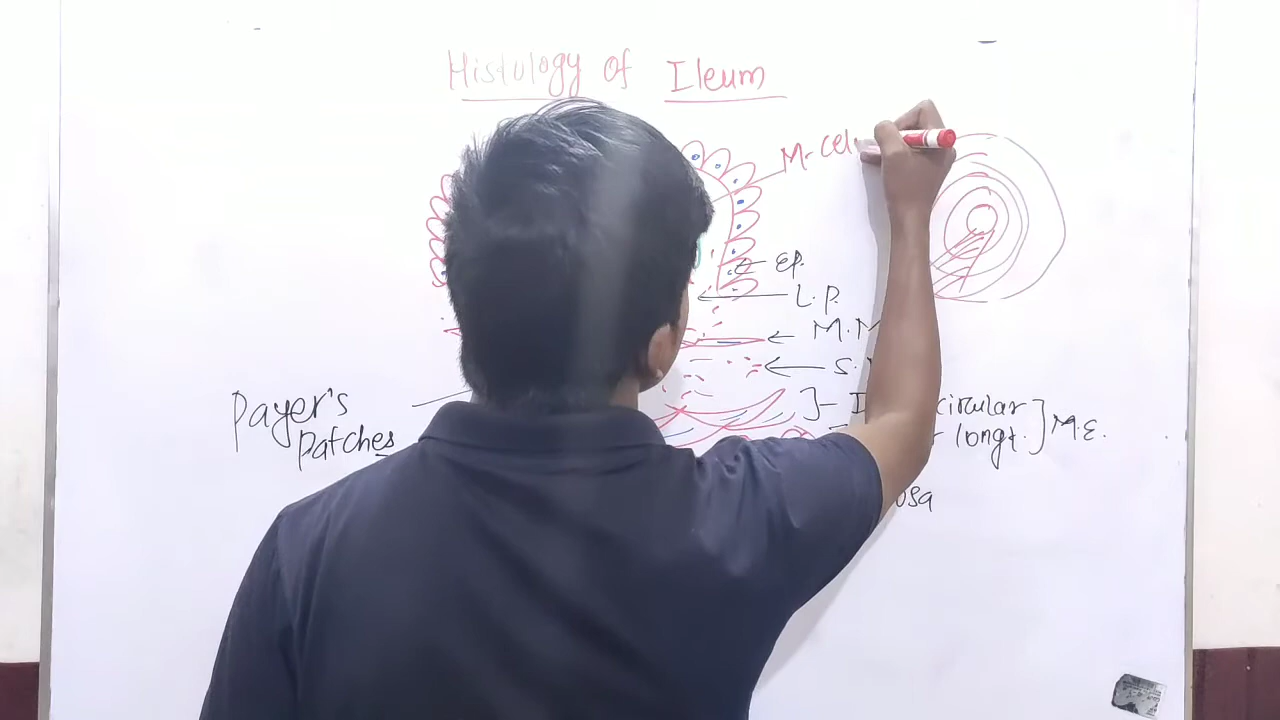 Histology of Ileum
M. Cel
Ep.
L.P.
M.M
S.
Payer's
Patches
]- I
circular
longt.
] M.E.
osa